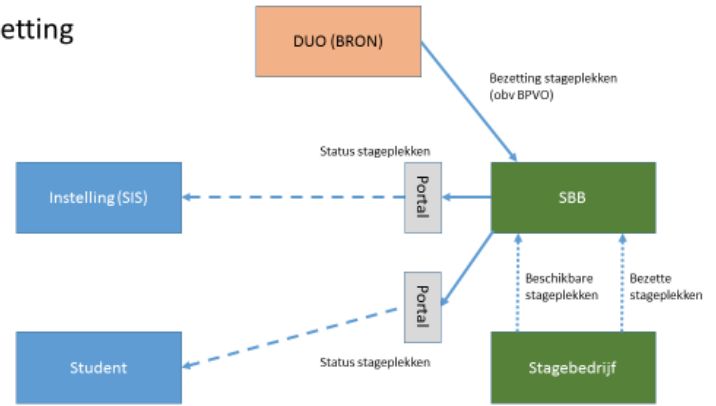 etting
DUO (BRON)
Bezetting stageplekken
(obv BPVO)
Status stageplekken
Instelling (SIS)
Portal
SBB
Beschikbare
stageplekken
Bezette
stageplekken
Portal
Student
Status stageplekken
Stagebedrijf